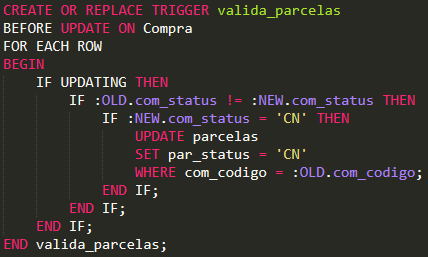 CREATE OR REPLACE TRIGGER valida_parcelas
BEFORE UPDATE ON Compra
FOR EACH ROW
BEGIN
    IF UPDATING THEN
        IF :OLD.com_status != :NEW.com_status THEN
            IF :NEW.com_status = 'CN' THEN
                UPDATE parcelas
                SET par_status = 'CN'
                WHERE com_codigo = :OLD.com_codigo;
            END IF;
        END IF;
    END IF;
END valida_parcelas;